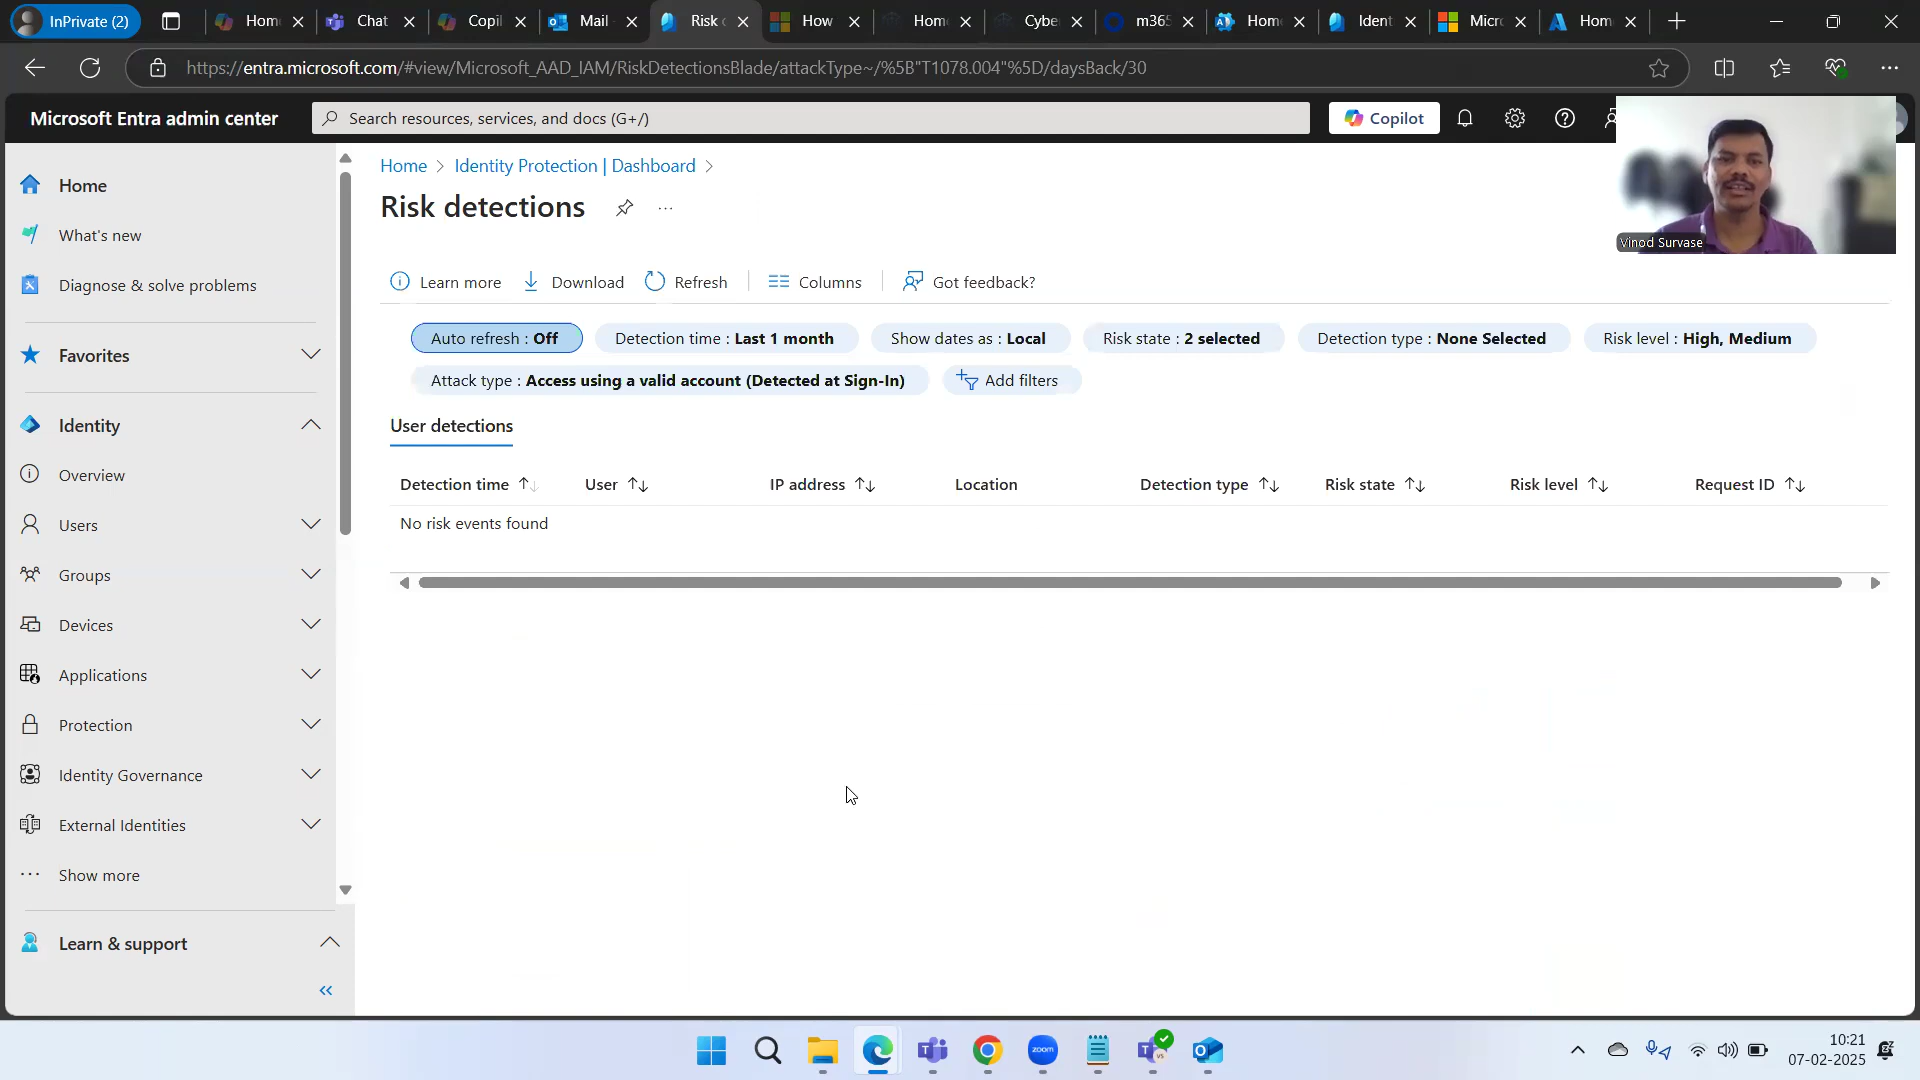 InPrivate (2)
Hom
Chat
Copil
Mail
Risk
How
Home
Cybe
m365
Home
Ident
Micro
Hom
https://entra.microsoft.com/#view/Microsoft_AAD_IAM/RiskDetectionsBlade/attackType~/%5B"T1078.004"%5D/daysBack/30
Microsoft Entra admin center
Search resources, services, and docs (G+/)
Copilot
Vinod Survase
Home
What's new
Diagnose & solve problems
Favorites
Identity
Overview
Users
Groups
Devices
Applications
Protection
Identity Governance
External Identities
Show more
Learn & support
Home > Identity Protection | Dashboard >
Risk detections
Learn more
Download
Refresh
Columns
Got feedback?
Auto refresh : Off
Detection time : Last 1 month
Show dates as : Local
Risk state : 2 selected
Detection type : None Selected
Risk level : High, Medium
Attack type : Access using a valid account (Detected at Sign-In)
Add filters
User detections
Detection time
User
IP address
Location
Detection type
Risk state
Risk level
Request ID
No risk events found
zoom
10:21
07-02-2025